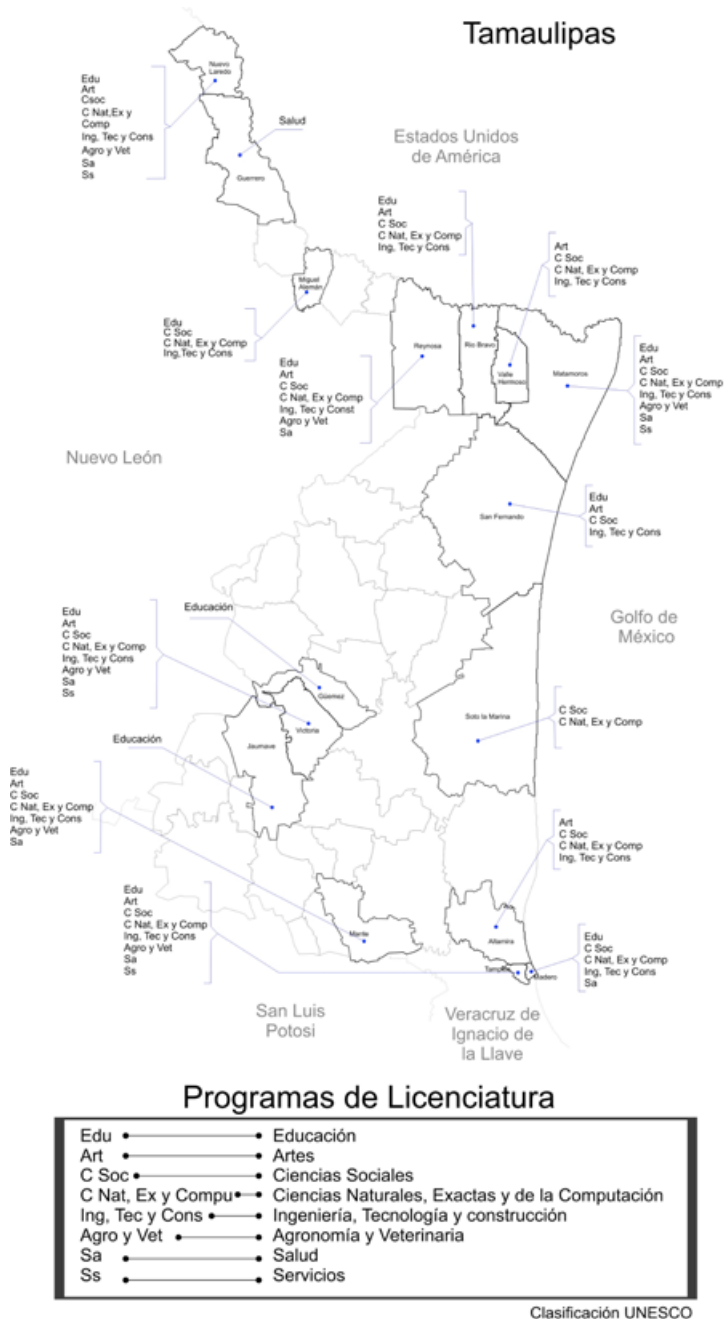 Tamaulipas
Nuevo
Laredo
Edu
Art
Csoc
C Nat,Ex y
Comp
Ing, Tec y Cons
Agro y Vet
Sa
Ss
Salud
Guerrero
Estados Unidos
de América
Edu
Art
C Soc
C Nat, Ex y Comp
Ing, Tec y Cons
Art
C Soc
C Nat, Ex y Comp
Ing, Tec y Cons
Miguel
Alemán
Edu
C Soc
C Nat, Ex y Comp
Ing,Tec y Cons
Reynosa
Rio Bravo
Valle
Hermoso
Matamoros
Edu
Art
C Soc
C Nat, Ex y Comp
Ing, Tec y Const
Agro y Vet
Sa
Edu
Art
C Soc
C Nat, Ex y Comp
Ing, Tec y Cons
Agro y Vet
Sa
Ss
Nuevo León
San Fernando
Edu
Art
C Soc
Ing, Tec y Cons
Educación
Edu
Art
C Soc
C Nat, Ex y Comp
Ing, Tec y Cons
Agro y Vet
Sa
Ss
Golfo de
México
Güemez
Victoria
Soto la Marina
C Soc
C Nat, Ex y Comp
Educación
Jaumave
Edu
Art
C Soc
C Nat, Ex y Comp
Ing, Tec y Cons
Agro y Vet
Sa
Art
C Soc
C Nat, Ex y Comp
Ing, Tec y Cons
Edu
Art
C Soc
C Nat, Ex y Comp
Ing, Tec y Cons
Agro y Vet
Sa
Ss
Mante
Altamira
Madero
Edu
C Soc
C Nat, Ex y Comp
Ing, Tec y Cons
Sa
San Luis
Potosi
Veracruz de
Ignacio de
la Llave
Programas de Licenciatura
Edu Educación
Art Artes
C Soc Ciencias Sociales
C Nat, Ex y Compu Ciencias Naturales, Exactas y de la Computación
Ing, Tec y Cons Ingeniería, Tecnología y construcción
Agro y Vet Agronomía y Veterinaria
Sa Salud
Ss Servicios
Clasificación UNESCO